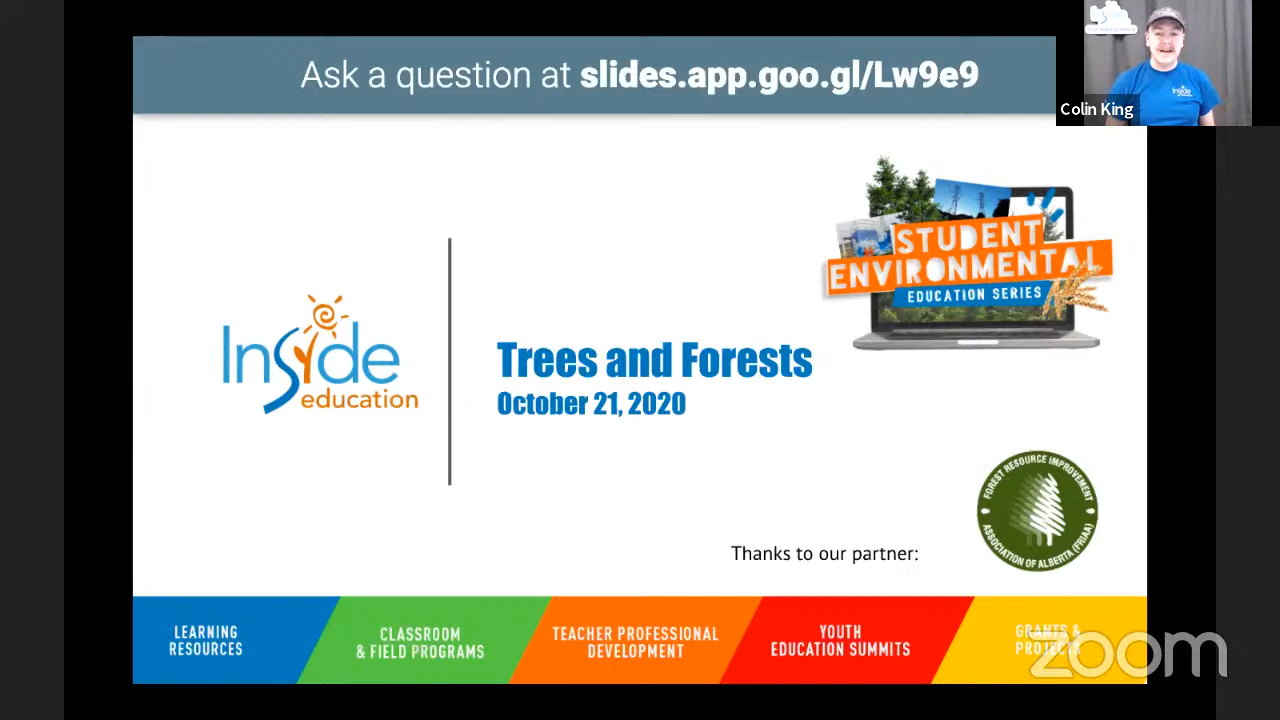 Ask a question at slides.app.goo.gl/Lw9e9
Inside
Colin King
STUDENT
ENVIRONMENTAL
EDUCATION SERIES
Inside
education
Trees and Forests
October 21, 2020
FOREST RESOURCE IMPROVEMENT
ASSOCIATION OF ALBERTA (FRIAA)
Thanks to our partner:
LEARNING
RESOURCES
CLASSROOM
& FIELD PROGRAMS
TEACHER PROFESSIONAL
DEVELOPMENT
YOUTH
EDUCATION SUMMITS
GRANTS &
PROJECTS
zoom